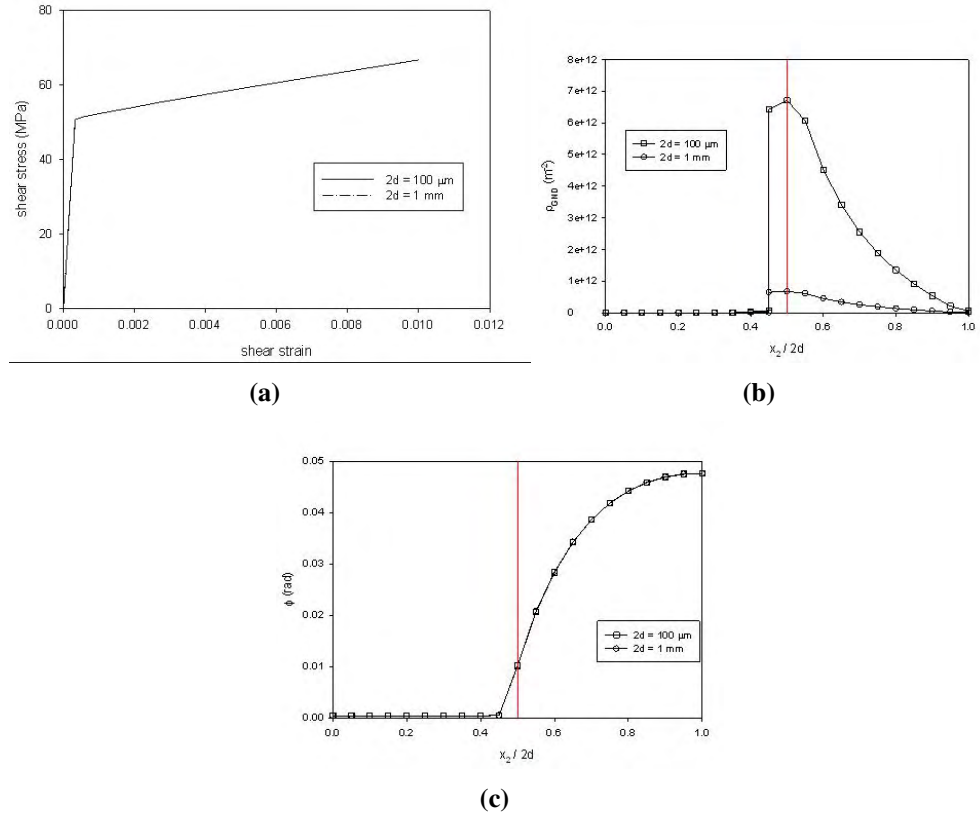 80
60
40
20
0
0.000 0.002 0.004 0.006 0.008 0.010 0.012
shear stress (MPa)
shear strain
2d = 100 µm
2d = 1 mm
(a)
8e+12
7e+12
6e+12
5e+12
4e+12
3e+12
2e+12
1e+12
0
0.0 0.2 0.4 0.6 0.8 1.0
ρGND (m-2)
x2 / 2d
2d = 100 µm
2d = 1 mm
(b)
0.05
0.04
0.03
0.02
0.01
0.00
0.0 0.2 0.4 0.6 0.8 1.0
ϕ (rad)
x2 / 2d
2d = 100 µm
2d = 1 mm
(c)